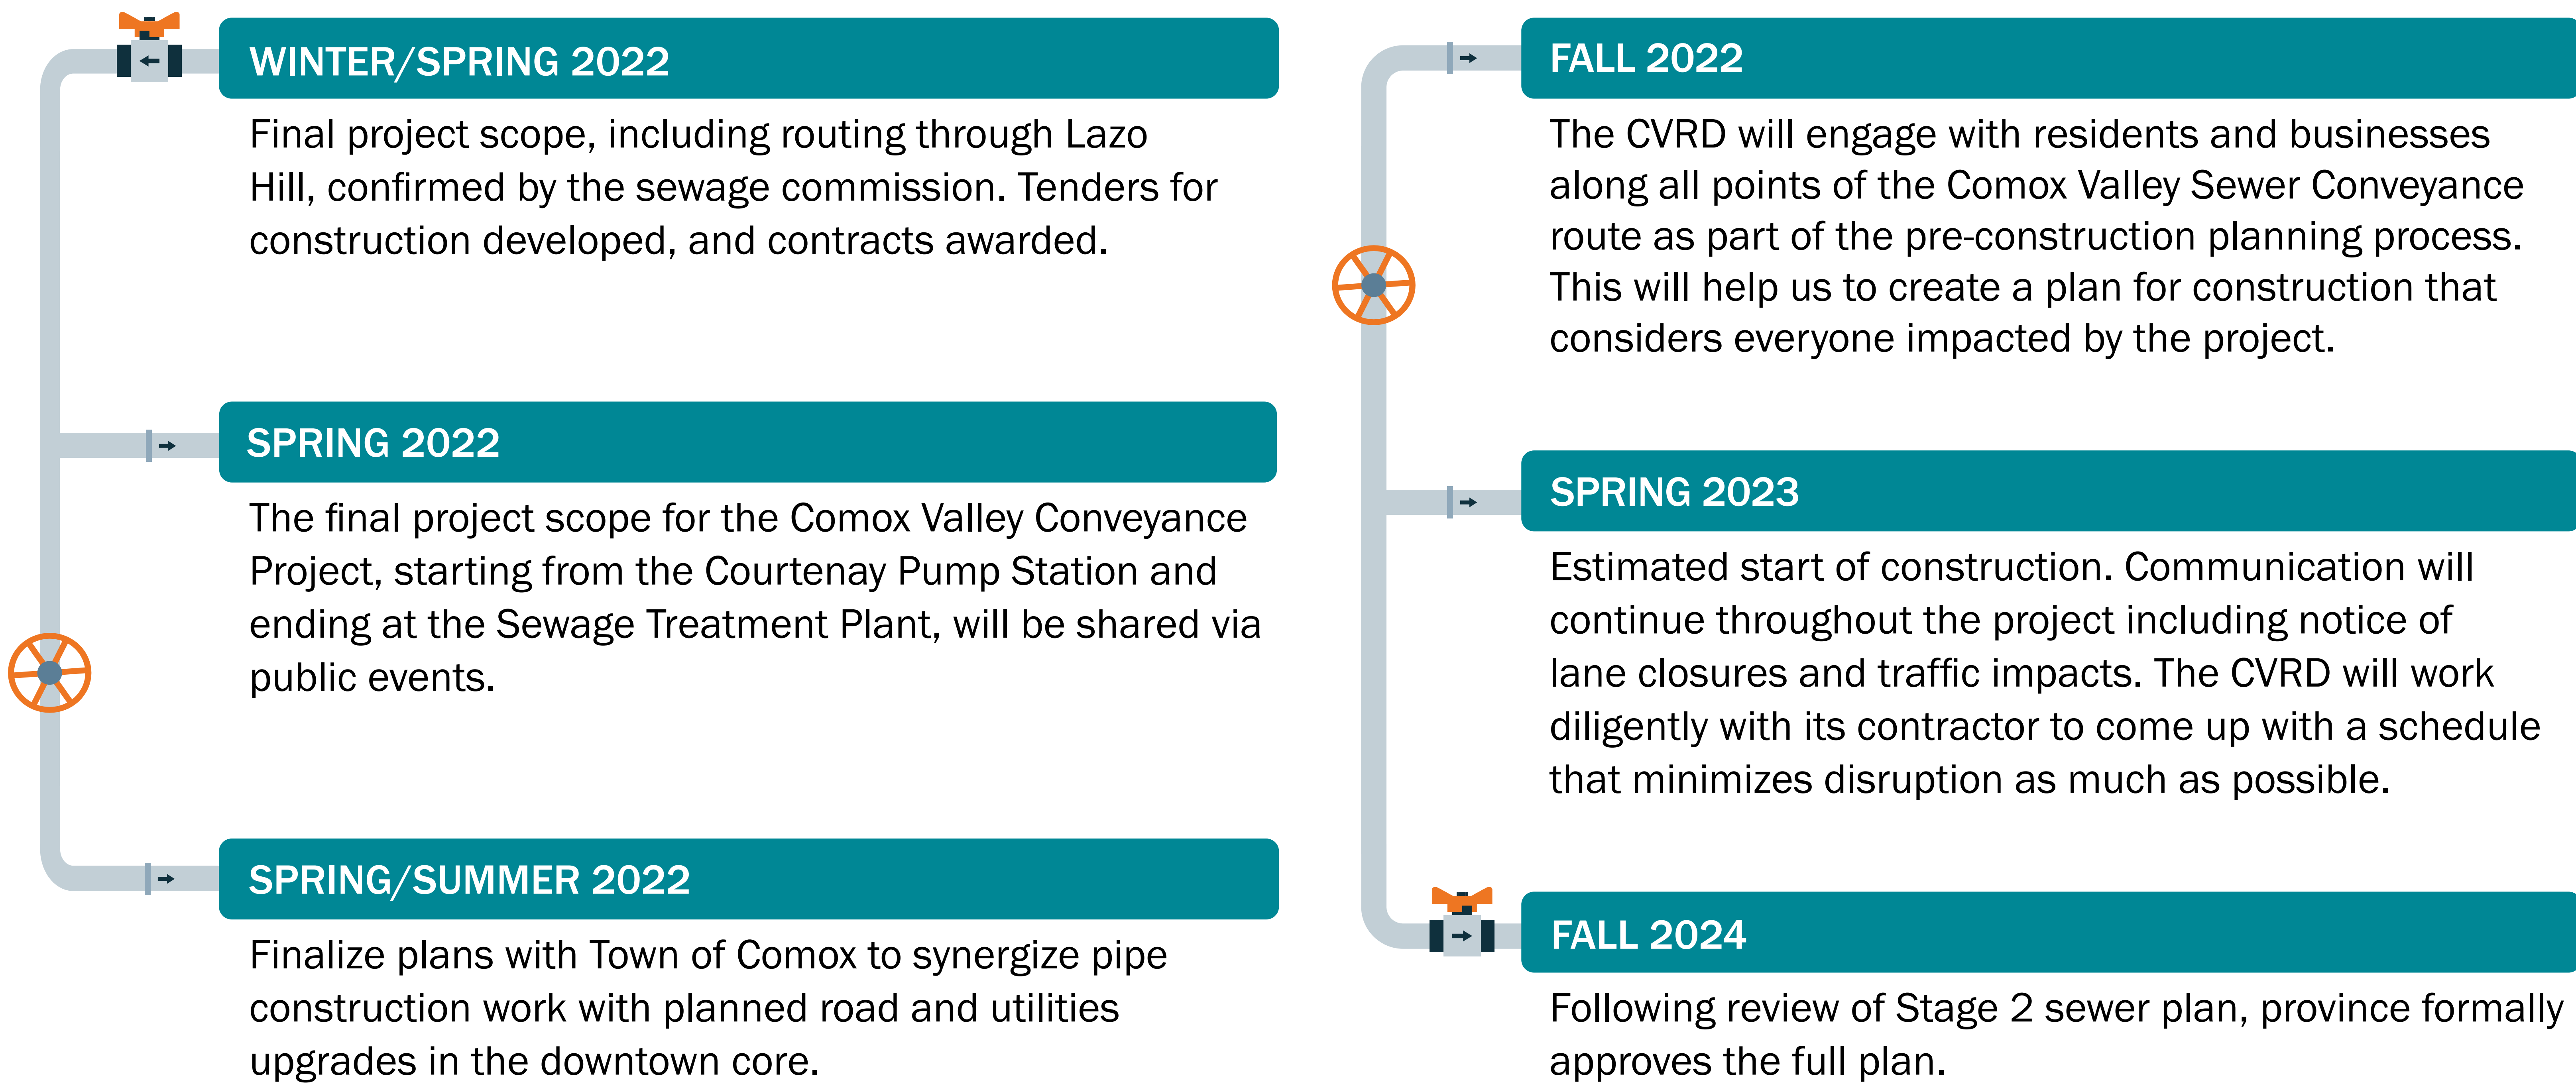 WINTER/SPRING 2022
Final project scope, including routing through Lazo
Hill, confirmed by the sewage commission. Tenders for
construction developed, and contracts awarded.
SPRING 2022
The final project scope for the Comox Valley Conveyance
Project, starting from the Courtenay Pump Station and
ending at the Sewage Treatment Plant, will be shared via
public events.
SPRING/SUMMER 2022
Finalize plans with Town of Comox to synergize pipe
construction work with planned road and utilities
upgrades in the downtown core.
FALL 2022
The CVRD will engage with residents and businesses
along all points of the Comox Valley Sewer Conveyance
route as part of the pre-construction planning process.
This will help us to create a plan for construction that
considers everyone impacted by the project.
SPRING 2023
Estimated start of construction. Communication will
continue throughout the project including notice of
lane closures and traffic impacts. The CVRD will work
diligently with its contractor to come up with a schedule
that minimizes disruption as much as possible.
FALL 2024
Following review of Stage 2 sewer plan, province formally
approves the full plan.